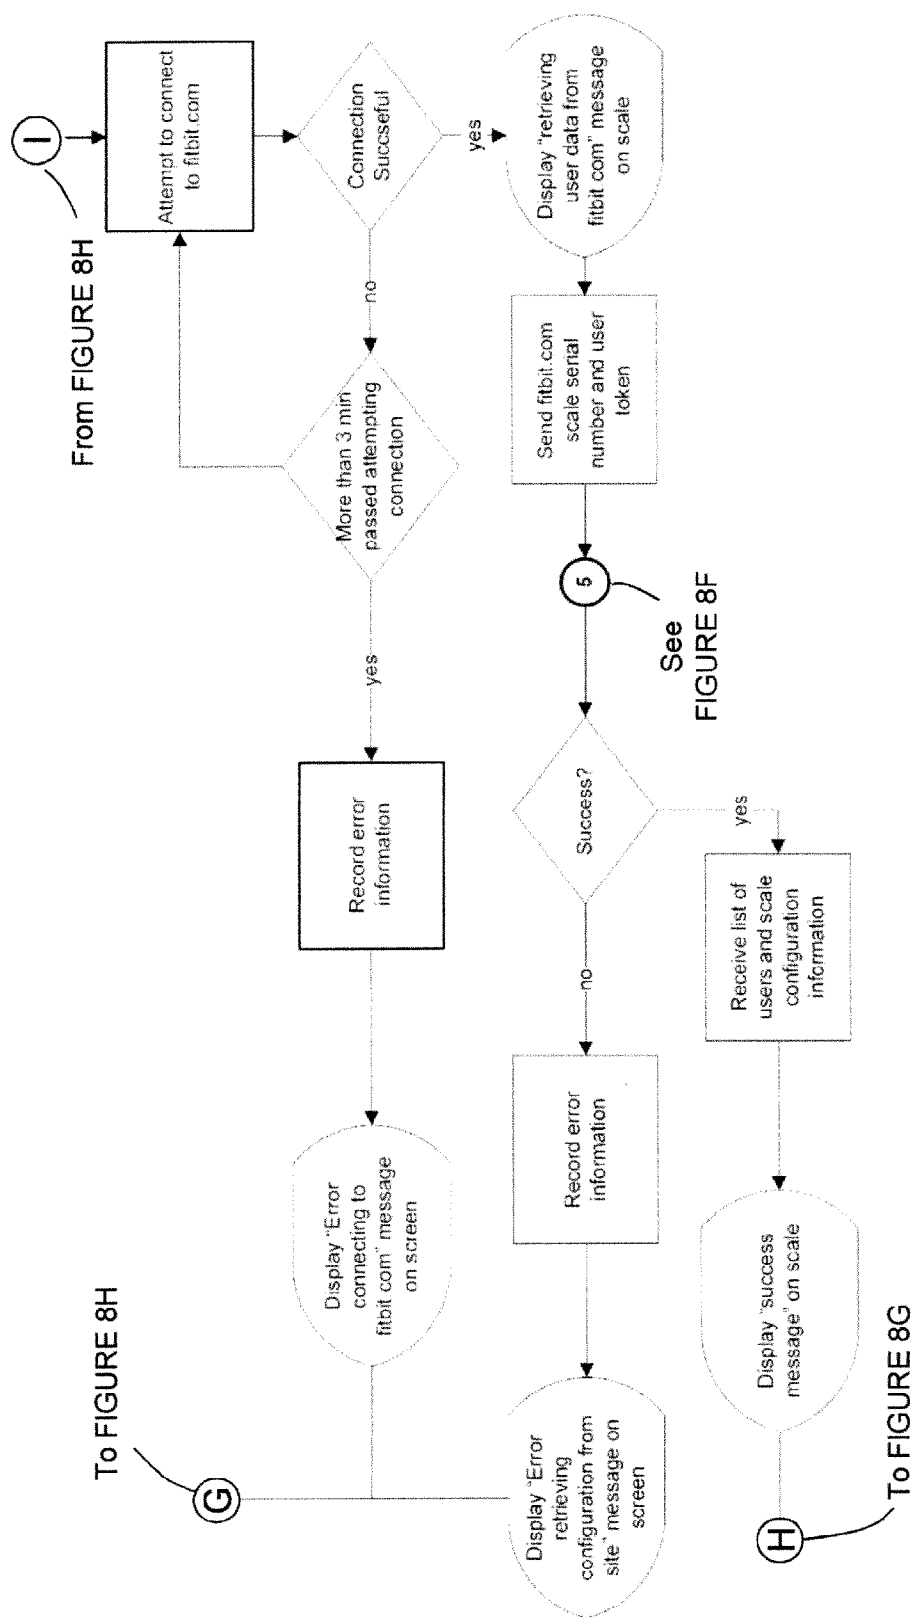 From FIGURE 8H
I
Attempt to connect
to fitbit.com
Connection
Succseful
no
yes
More than 3 min
passed attempting
connection
yes
Record error
information
Display "Error
connecting to
fitbit com" message
on screen
To FIGURE 8H
G
Display "retrieving
user data from
fitbit com" message
on scale
Send fitbit.com
scale serial
number and user
token
5
See
FIGURE 8F
Success?
no
yes
Record error
information
Display "Error
retrieving
configuration from
site" message on
screen
Receive list of
users and scale
configuration
information
Display "success
message" on scale
H
To FIGURE 8G